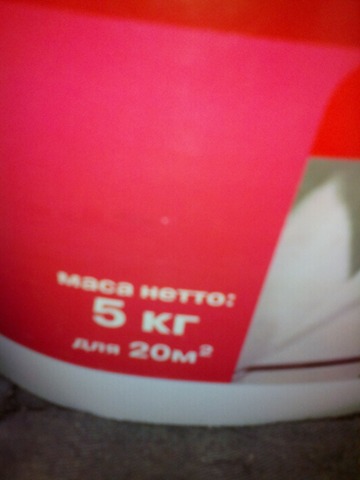 маса нетто:
5 кг
для 20м²